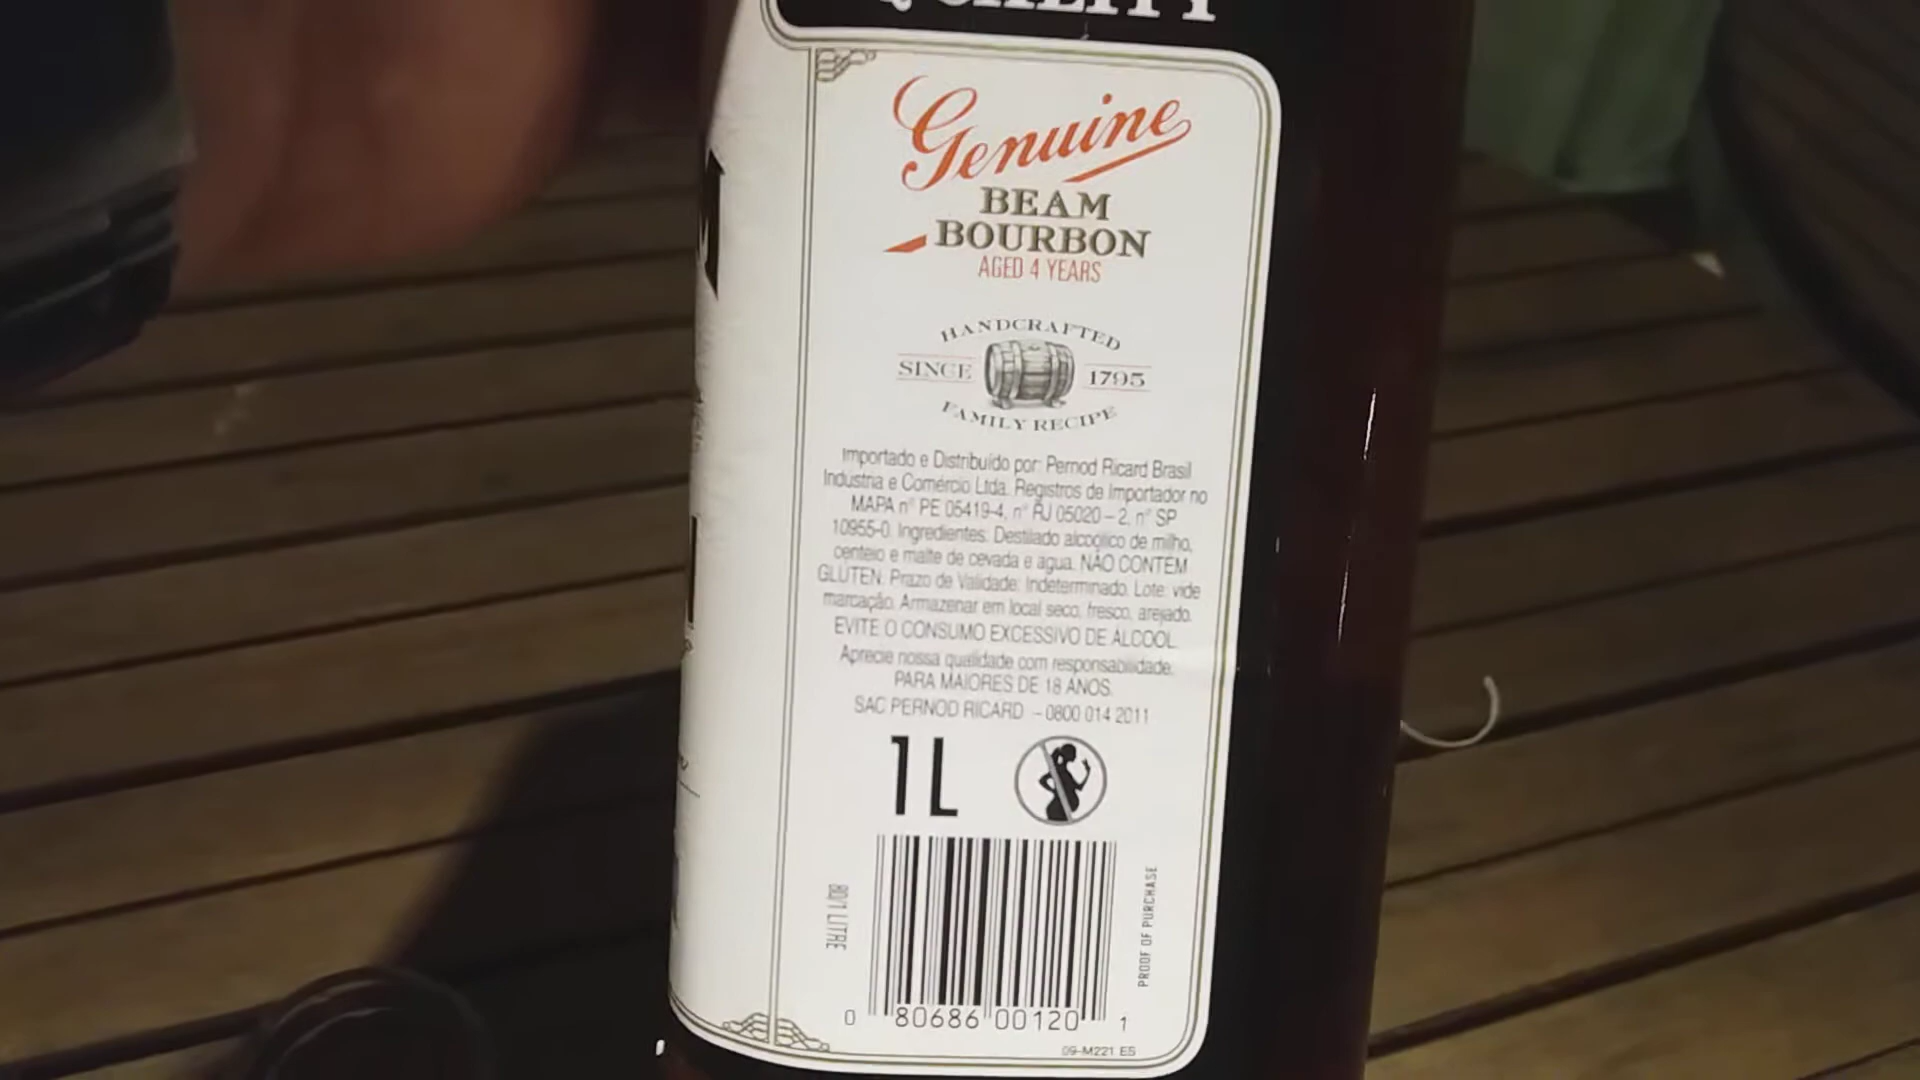 QUALITY
Genuine
BEAM
BOURBON
AGED 4 YEARS
HANDCRAFTED
SINCE 1795
FAMILY RECIPE
Importado e Distribuído por: Pernod Ricard Brasil
Indústria e Comércio Ltda. Registros de Importador no
MAPA n° PE 05419-4, n° RJ 05020 – 2, n° SP
10955-0. Ingredientes: Destilado alcoólico de milho,
centeio e malte de cevada e água. NÃO CONTÉM
GLÚTEN. Prazo de Validade: Indeterminado. Lote: vide
marcação. Armazenar em local seco, fresco, arejado.
EVITE O CONSUMO EXCESSIVO DE ÁLCOOL.
Aprecie nossa qualidade com responsabilidade.
PARA MAIORES DE 18 ANOS.
SAC PERNOD RICARD – 0800 014 2011
1L
80/1 LITRE
PROOF OF PURCHASE
0 80686 00120 1
09-M221 ES